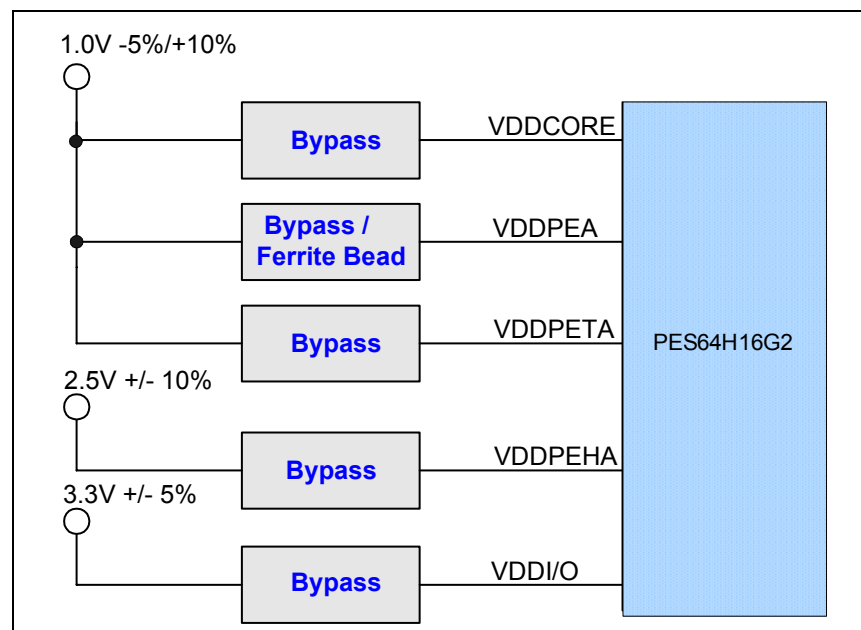 1.0V -5%/+10%
Bypass
VDDCORE
Bypass /
Ferrite Bead
VDDPEA
Bypass
VDDPETA
PES64H16G2
2.5V +/- 10%
Bypass
VDDPEHA
3.3V +/- 5%
Bypass
VDDI/O